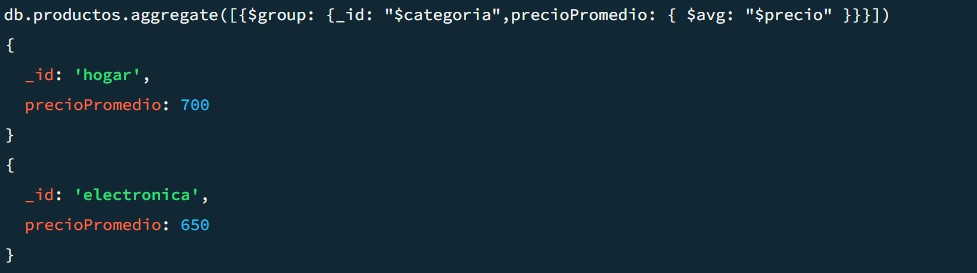 db.productos.aggregate([{$group: {_id: "$categoria",precioPromedio: { $avg: "$precio" }}}])
{
  _id: 'hogar',
  precioPromedio: 700
}
{
  _id: 'electronica',
  precioPromedio: 650
}